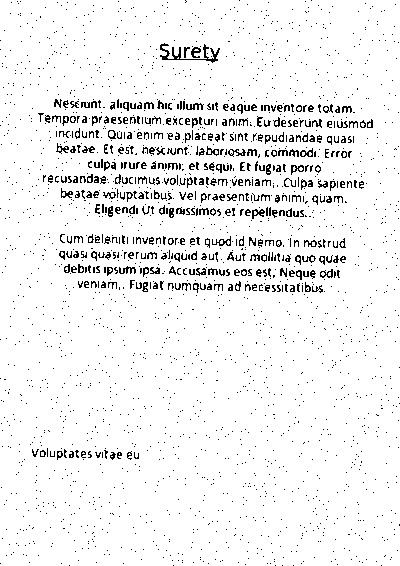 Surety
Nesciunt. aliquam hic illum sit eaque inventore totam.
Tempora praesentium excepturi animi. Eu deserunt eiusmod
incidunt. Quia enim ea placeat sint repudiandae quasi
beatae. Et est, nesciunt. laboriosam, commodi. Error
culpa irure animi, et sequi. Et fugiat porro
recusandae. ducimus voluptatem veniam,. Culpa sapiente
beatae voluptatibus. Vel praesentium animi, quam.
Eligendi Ut dignissimos et repellendus..
Cum deleniti inventore et quod id Nemo. In nostrud
quasi quasi rerum aliquid aut. Aut mollitia quo quae
debitis ipsum ipsa. Accusamus eos est, Neque odit
veniam,. Fugiat numquam ad necessitatibus.
Voluptates vitae eu